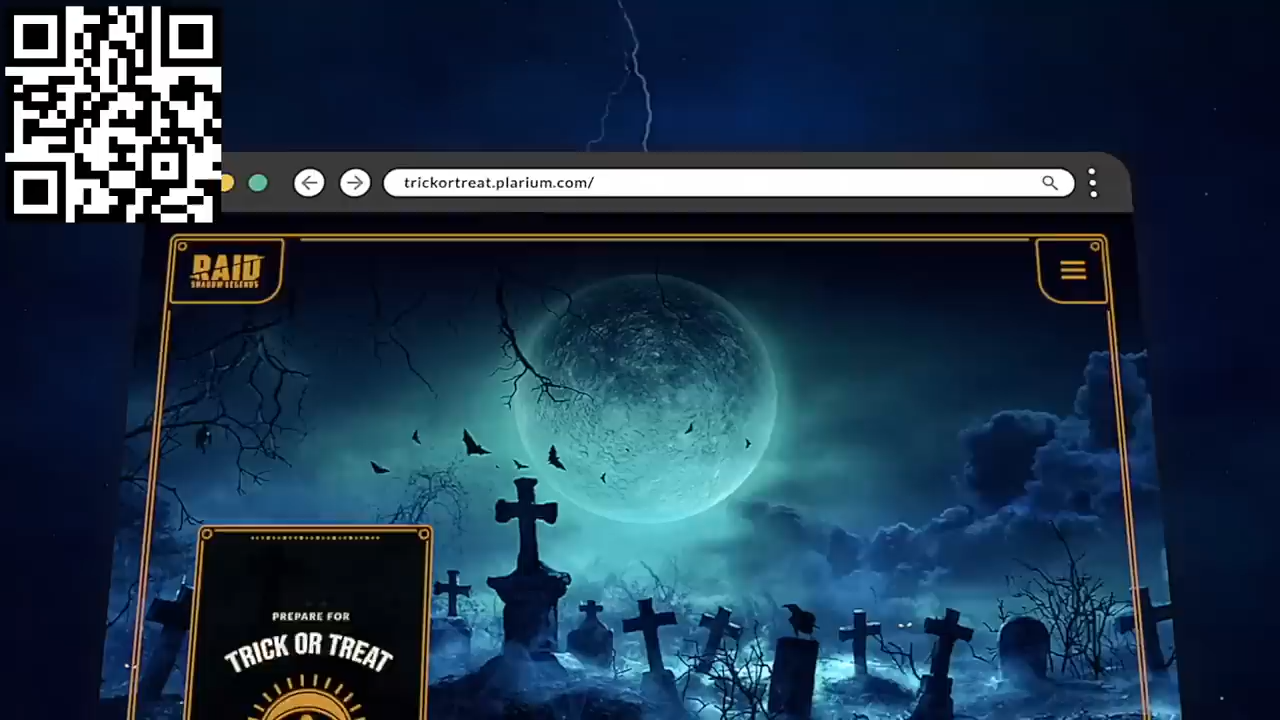 trickortreat.plarium.com/
RAID
SHADOW LEGENDS
PREPARE FOR
TRICK OR TREAT